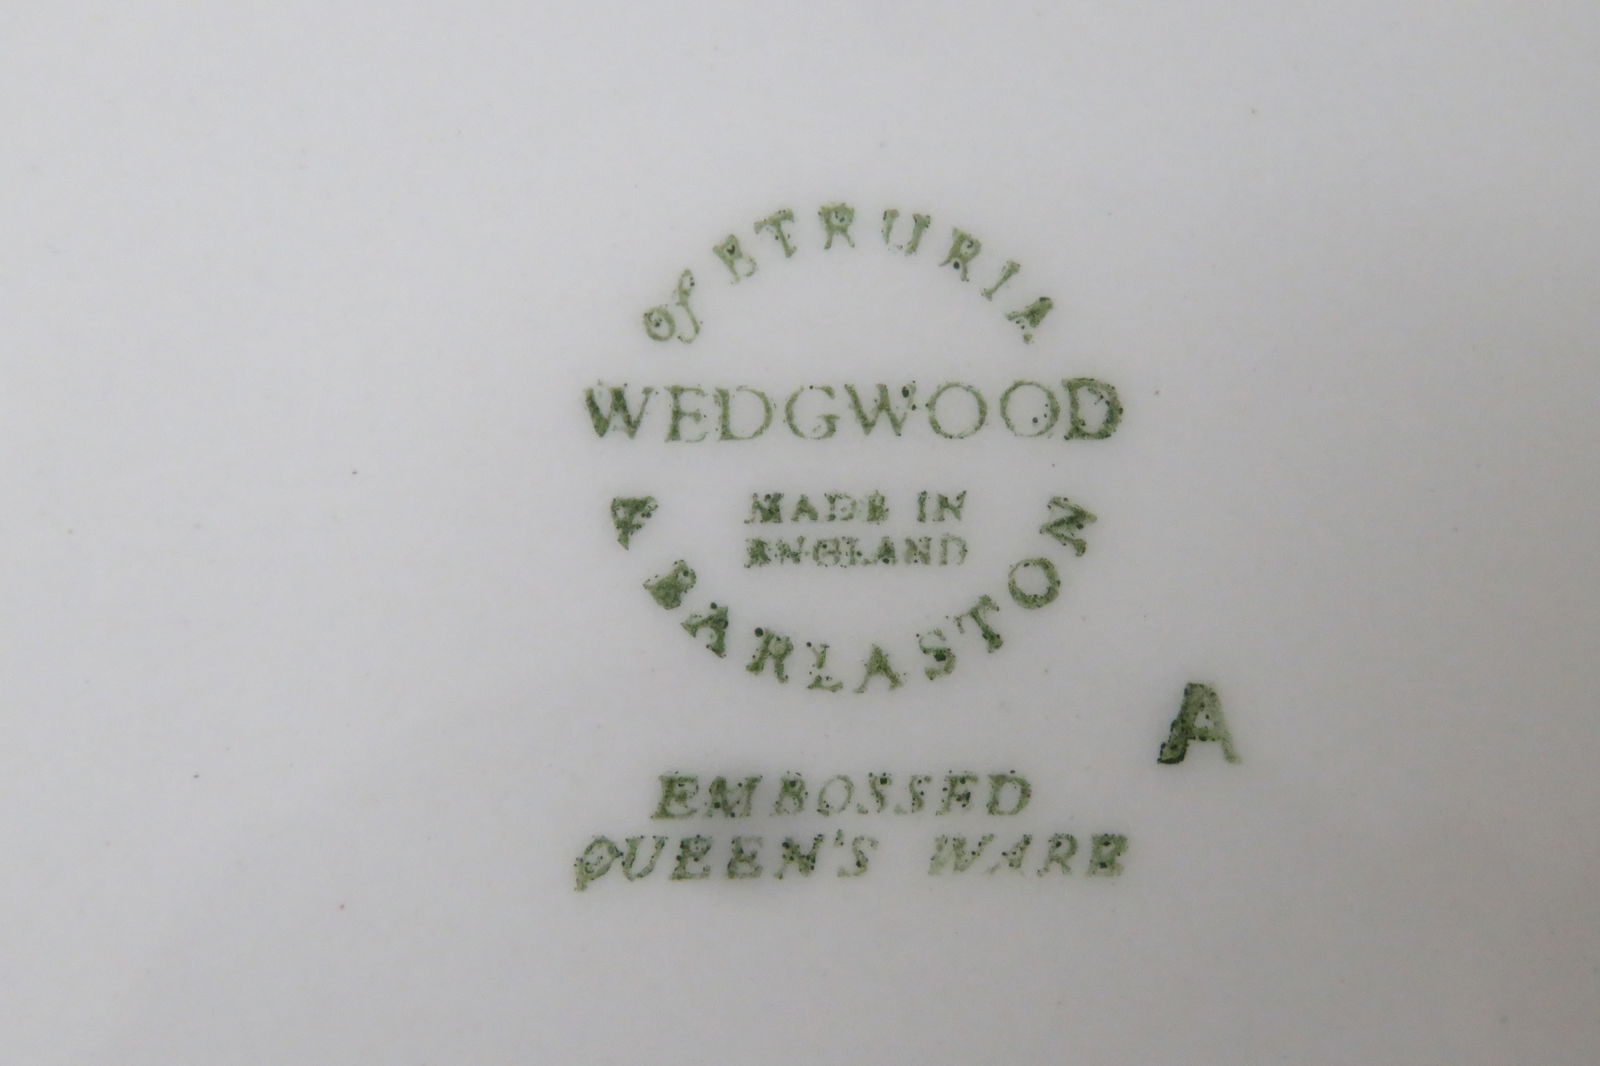 of ETRURIA
WEDGWOOD
MADE IN
ENGLAND
& BARLASTON
A
EMBOSSED
QUEEN'S WARE